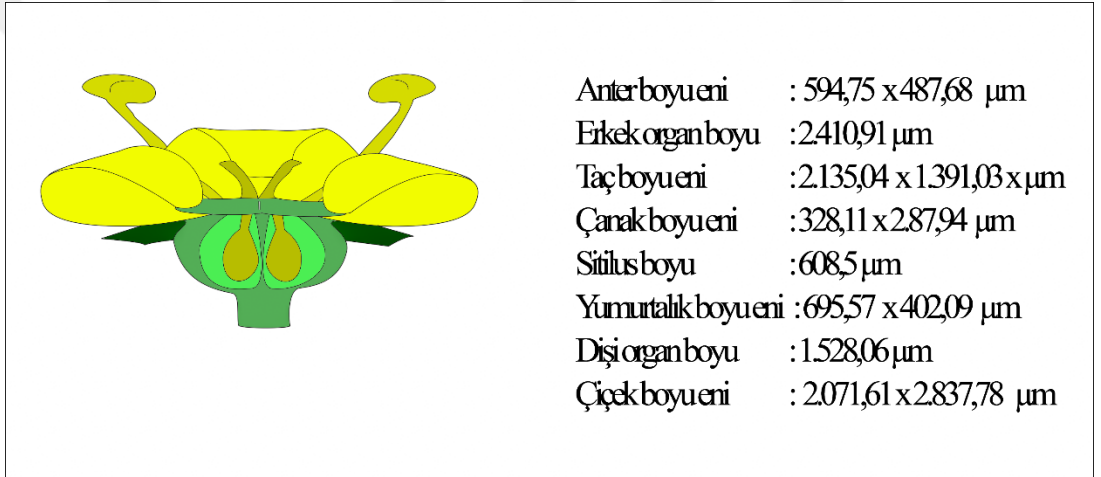 Anter boyu eni : 594,75 x 487,68 µm
Erkek organ boyu : 2.410,91 µm
Taç boyu eni : 2.135,04 x 1.391,03 x µm
Çanak boyu eni : 328,11 x 2.87,94 µm
Sitilus boyu : 608,5 µm
Yumurtalık boyu eni : 695,57 x 402,09 µm
Dişi organ boyu : 1.528,06 µm
Çiçek boyu eni : 2.071,61 x 2.837,78 µm